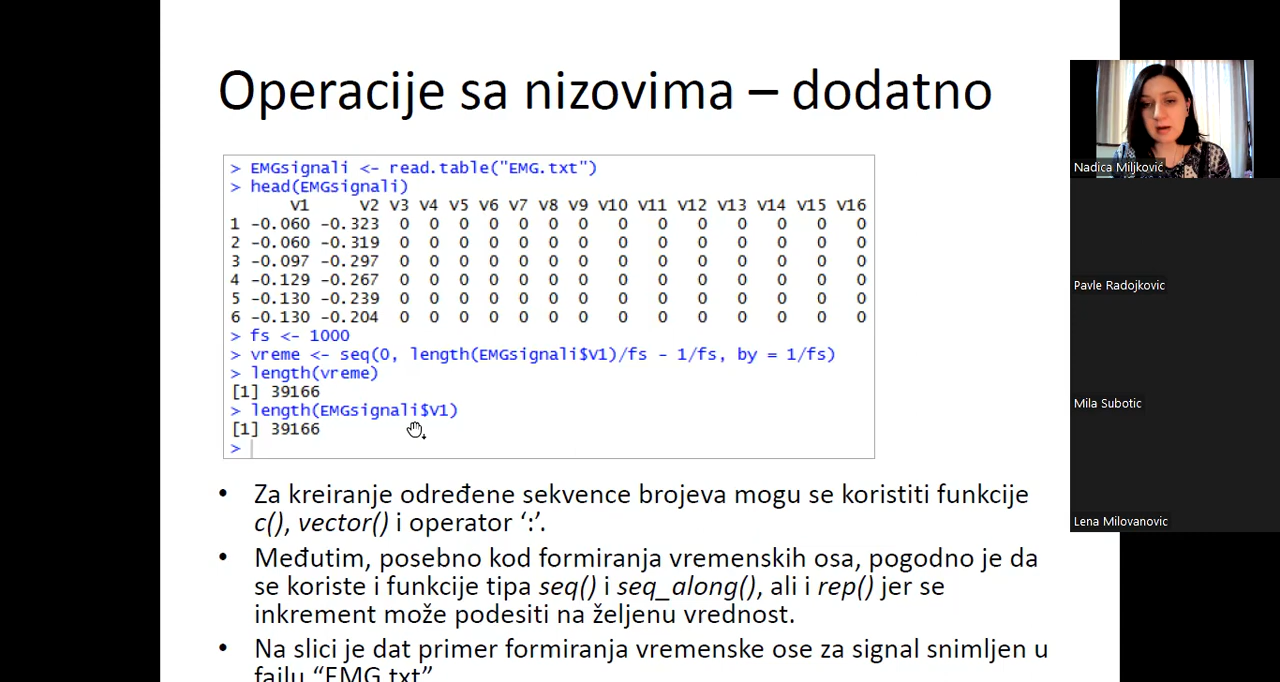 Operacije sa nizovima – dodatno
> EMGsignali <- read.table("EMG.txt")
> head(EMGsignali)
V1 V2 V3 V4 V5 V6 V7 V8 V9 V10 V11 V12 V13 V14 V15 V16
1 -0.060 -0.323 0 0 0 0 0 0 0 0 0 0 0 0 0 0
2 -0.060 -0.319 0 0 0 0 0 0 0 0 0 0 0 0 0 0
3 -0.097 -0.297 0 0 0 0 0 0 0 0 0 0 0 0 0 0
4 -0.129 -0.267 0 0 0 0 0 0 0 0 0 0 0 0 0 0
5 -0.130 -0.239 0 0 0 0 0 0 0 0 0 0 0 0 0 0
6 -0.130 -0.204 0 0 0 0 0 0 0 0 0 0 0 0 0 0
> fs <- 1000
> vreme <- seq(0, length(EMGsignali$V1)/fs - 1/fs, by = 1/fs)
> length(vreme)
[1] 39166
> length(EMGsignali$V1)
[1] 39166
>
• Za kreiranje određene sekvence brojeva mogu se koristiti funkcije
c(), vector() i operator ‘:’.
• Međutim, posebno kod formiranja vremenskih osa, pogodno je da
se koriste i funkcije tipa seq() i seq_along(), ali i rep() jer se
inkrement može podesiti na željenu vrednost.
• Na slici je dat primer formiranja vremenske ose za signal snimljen u
fajlu “EMG.txt”
Nadica Miljković
Pavle Radojkovic
Mila Subotic
Lena Milovanovic